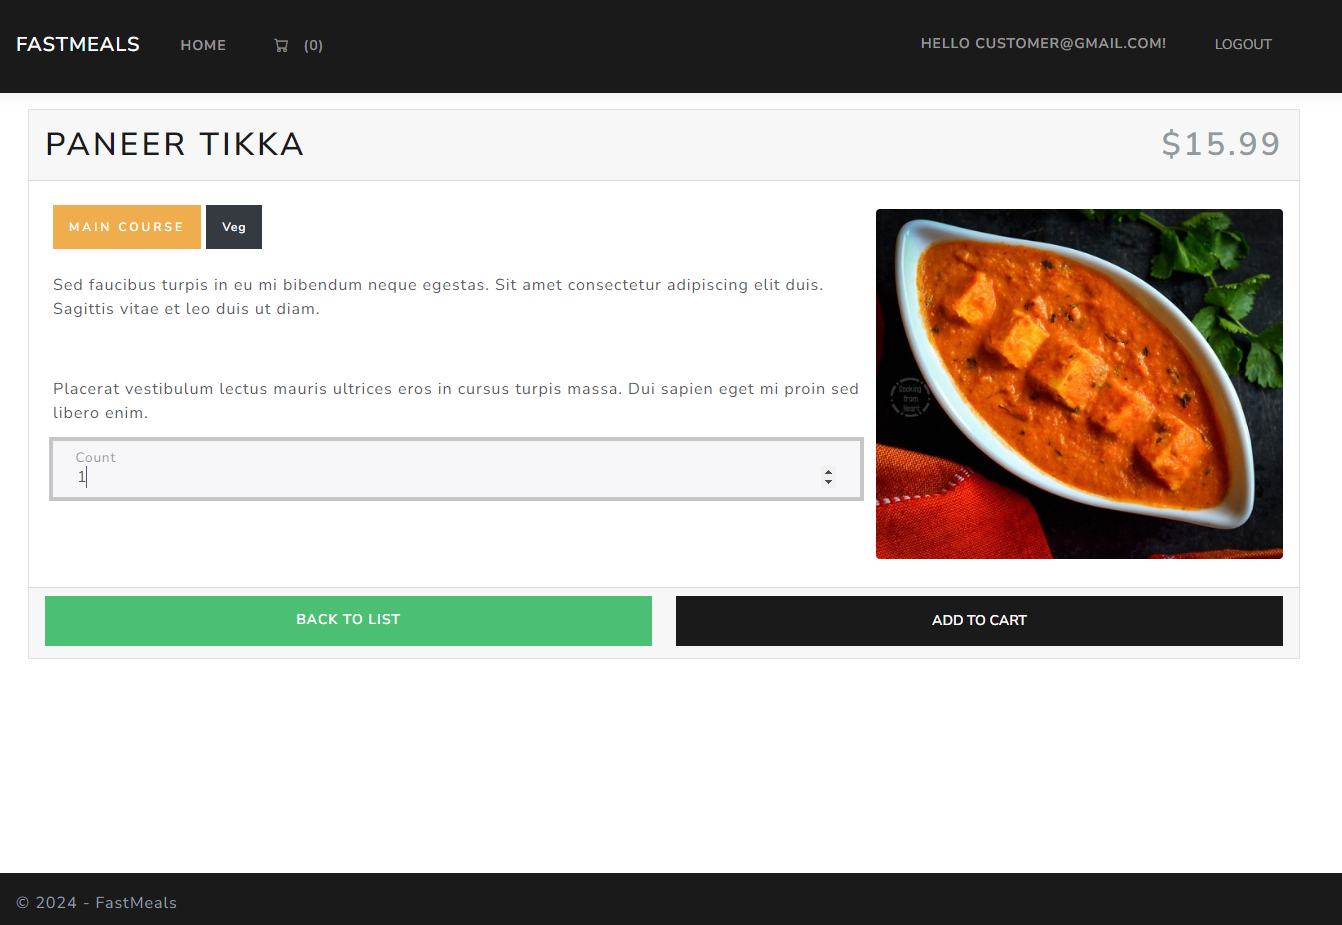 FASTMEALS HOME (0) HELLO CUSTOMER@GMAIL.COM! LOGOUT
PANEER TIKKA $15.99
MAIN COURSE Veg
Sed faucibus turpis in eu mi bibendum neque egestas. Sit amet consectetur adipiscing elit duis.
Sagittis vitae et leo duis ut diam.
Placerat vestibulum lectus mauris ultrices eros in cursus turpis massa. Dui sapien eget mi proin sed
libero enim.
Count
1
Cooking
from
Heart
BACK TO LIST ADD TO CART
© 2024 - FastMeals